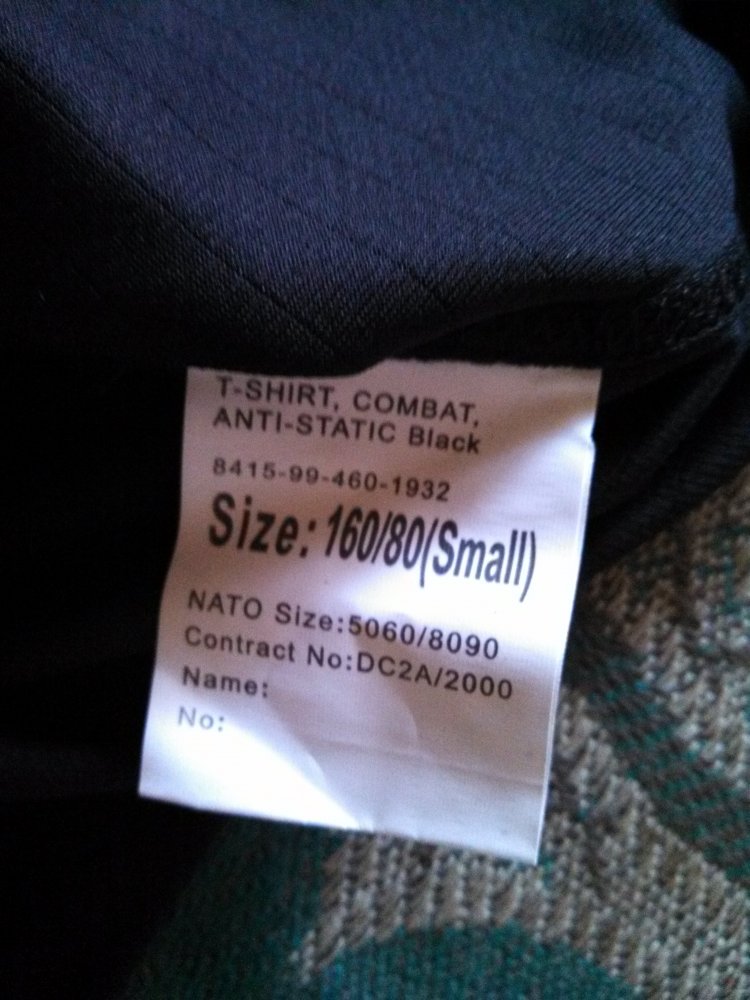 T-SHIRT, COMBAT,
ANTI-STATIC Black
8415-99-460-1932
Size: 160/80(Small)
NATO Size:5060/8090
Contract No:DC2A/2000
Name:
No: